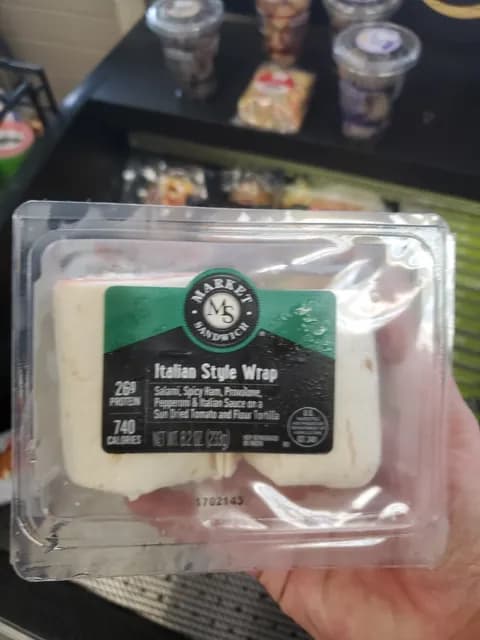 MARKET
MS
SANDWICH
Italian Style Wrap
26g
PROTEIN
Salami, Spicy Ham, Provolone,
Pepperoni & Italian Sauce on a
Sun Dried Tomato and Flour Tortilla
740
CALORIES
NET WT. 8.2 OZ. (233g)
1702143